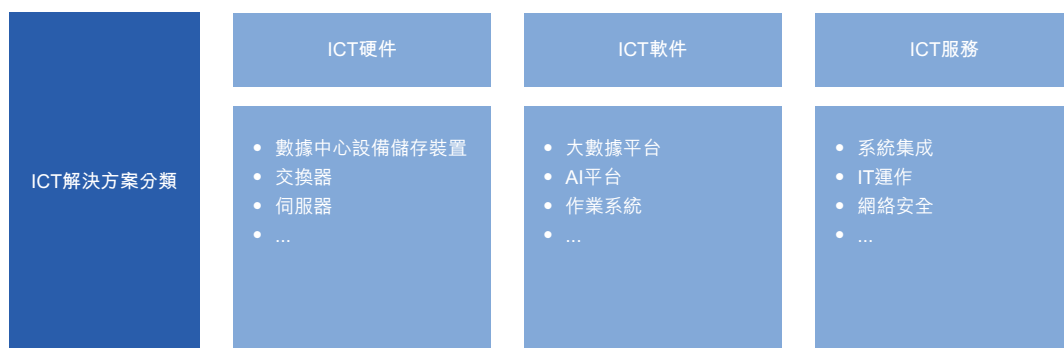 ICT解決方案分類
ICT硬件
• 數據中心設備儲存裝置
• 交換器
• 伺服器
• ...
ICT軟件
• 大數據平台
• AI平台
• 作業系統
• ...
ICT服務
• 系統集成
• IT運作
• 網絡安全
• ...